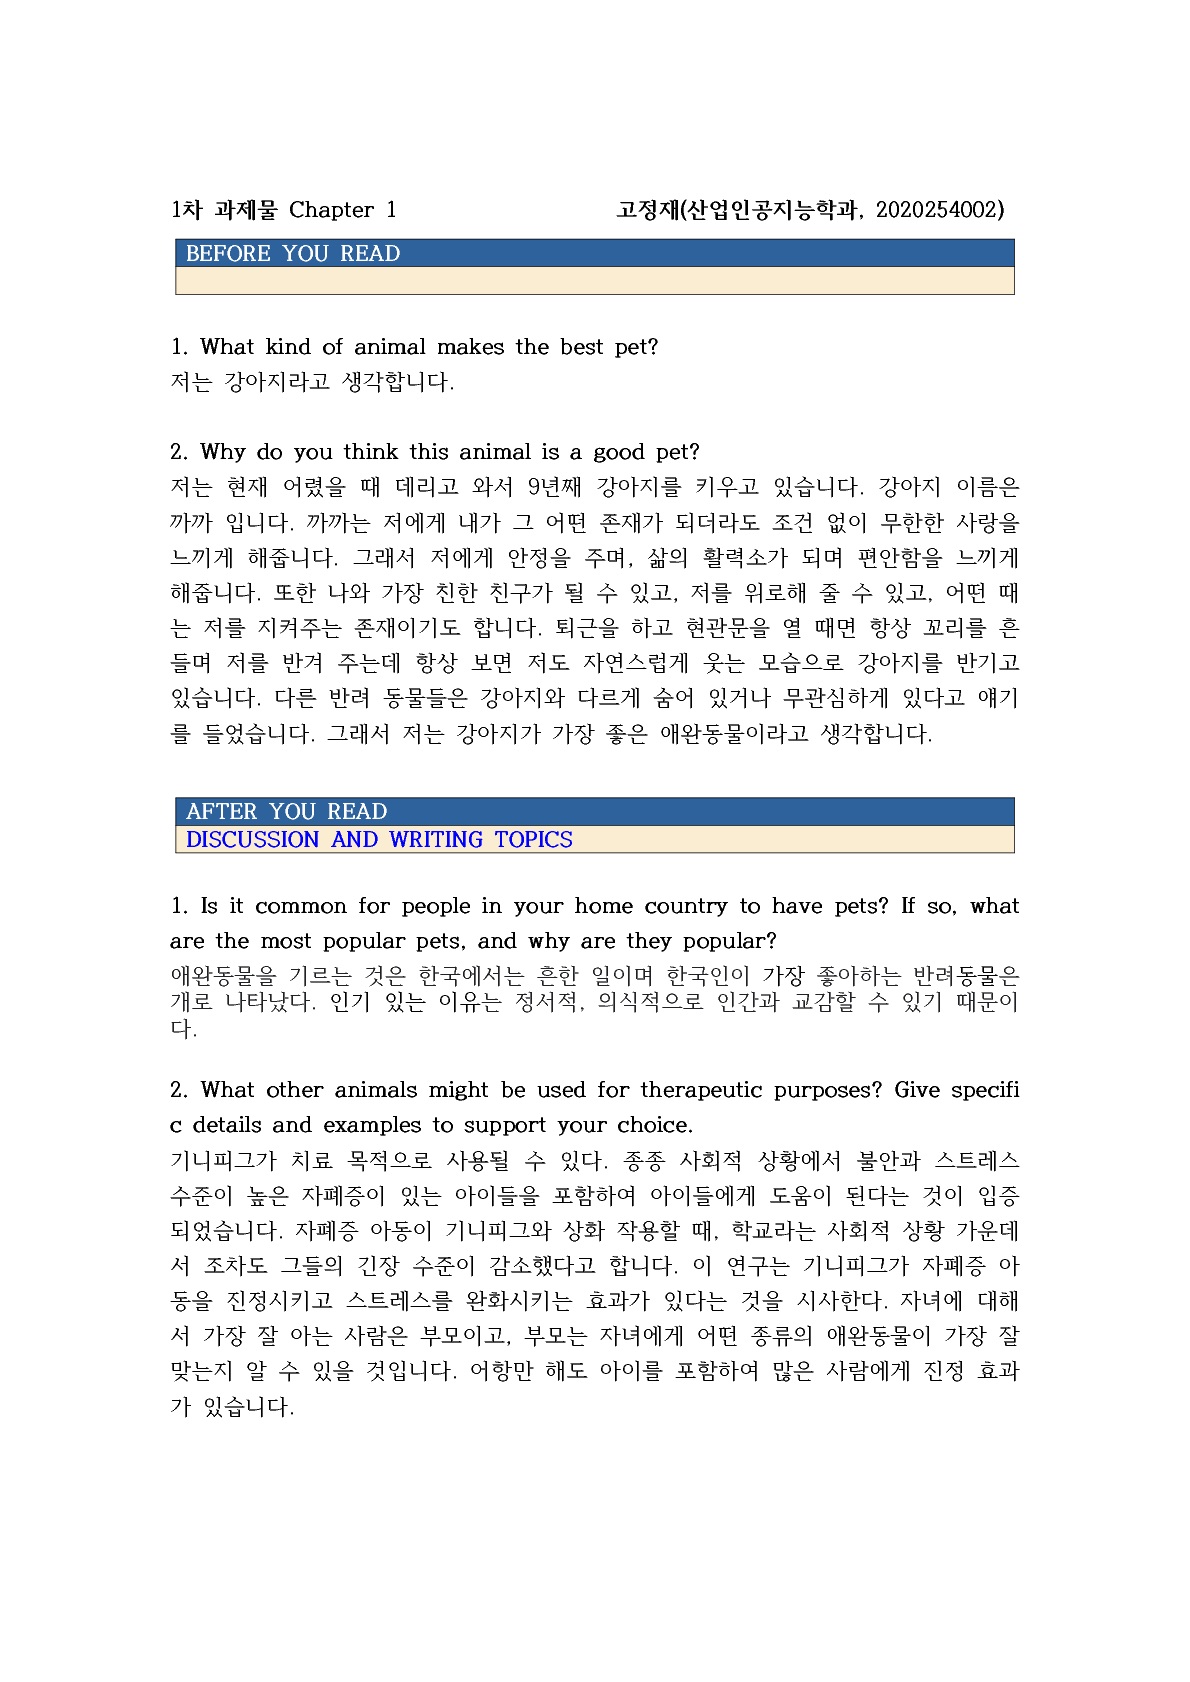 1차 과제물 Chapter 1 고정재(산업인공지능학과, 2020254002)
BEFORE YOU READ
1. What kind of animal makes the best pet?
저는 강아지라고 생각합니다.
2. Why do you think this animal is a good pet?
저는 현재 어렸을 때 데리고 와서 9년째 강아지를 키우고 있습니다. 강아지 이름은
까까 입니다. 까까는 저에게 내가 그 어떤 존재가 되더라도 조건 없이 무한한 사랑을
느끼게 해줍니다. 그래서 저에게 안정을 주며, 삶의 활력소가 되며 편안함을 느끼게
해줍니다. 또한 나와 가장 친한 친구가 될 수 있고, 저를 위로해 줄 수 있고, 어떤 때
는 저를 지켜주는 존재이기도 합니다. 퇴근을 하고 현관문을 열 때면 항상 꼬리를 흔
들며 저를 반겨 주는데 항상 보면 저도 자연스럽게 웃는 모습으로 강아지를 반기고
있습니다. 다른 반려 동물들은 강아지와 다르게 숨어 있거나 무관심하게 있다고 얘기
를 들었습니다. 그래서 저는 강아지가 가장 좋은 애완동물이라고 생각합니다.
AFTER YOU READ
DISCUSSION AND WRITING TOPICS
1. Is it common for people in your home country to have pets? If so, what
are the most popular pets, and why are they popular?
애완동물을 기르는 것은 한국에서는 흔한 일이며 한국인이 가장 좋아하는 반려동물은
개로 나타났다. 인기 있는 이유는 정서적, 의식적으로 인간과 교감할 수 있기 때문이
다.
2. What other animals might be used for therapeutic purposes? Give specifi
c details and examples to support your choice.
기니피그가 치료 목적으로 사용될 수 있다. 종종 사회적 상황에서 불안과 스트레스
수준이 높은 자폐증이 있는 아이들을 포함하여 아이들에게 도움이 된다는 것이 입증
되었습니다. 자폐증 아동이 기니피그와 상화 작용할 때, 학교라는 사회적 상황 가운데
서 조차도 그들의 긴장 수준이 감소했다고 합니다. 이 연구는 기니피그가 자폐증 아
동을 진정시키고 스트레스를 완화시키는 효과가 있다는 것을 시사한다. 자녀에 대해
서 가장 잘 아는 사람은 부모이고, 부모는 자녀에게 어떤 종류의 애완동물이 가장 잘
맞는지 알 수 있을 것입니다. 어항만 해도 아이를 포함하여 많은 사람에게 진정 효과
가 있습니다.